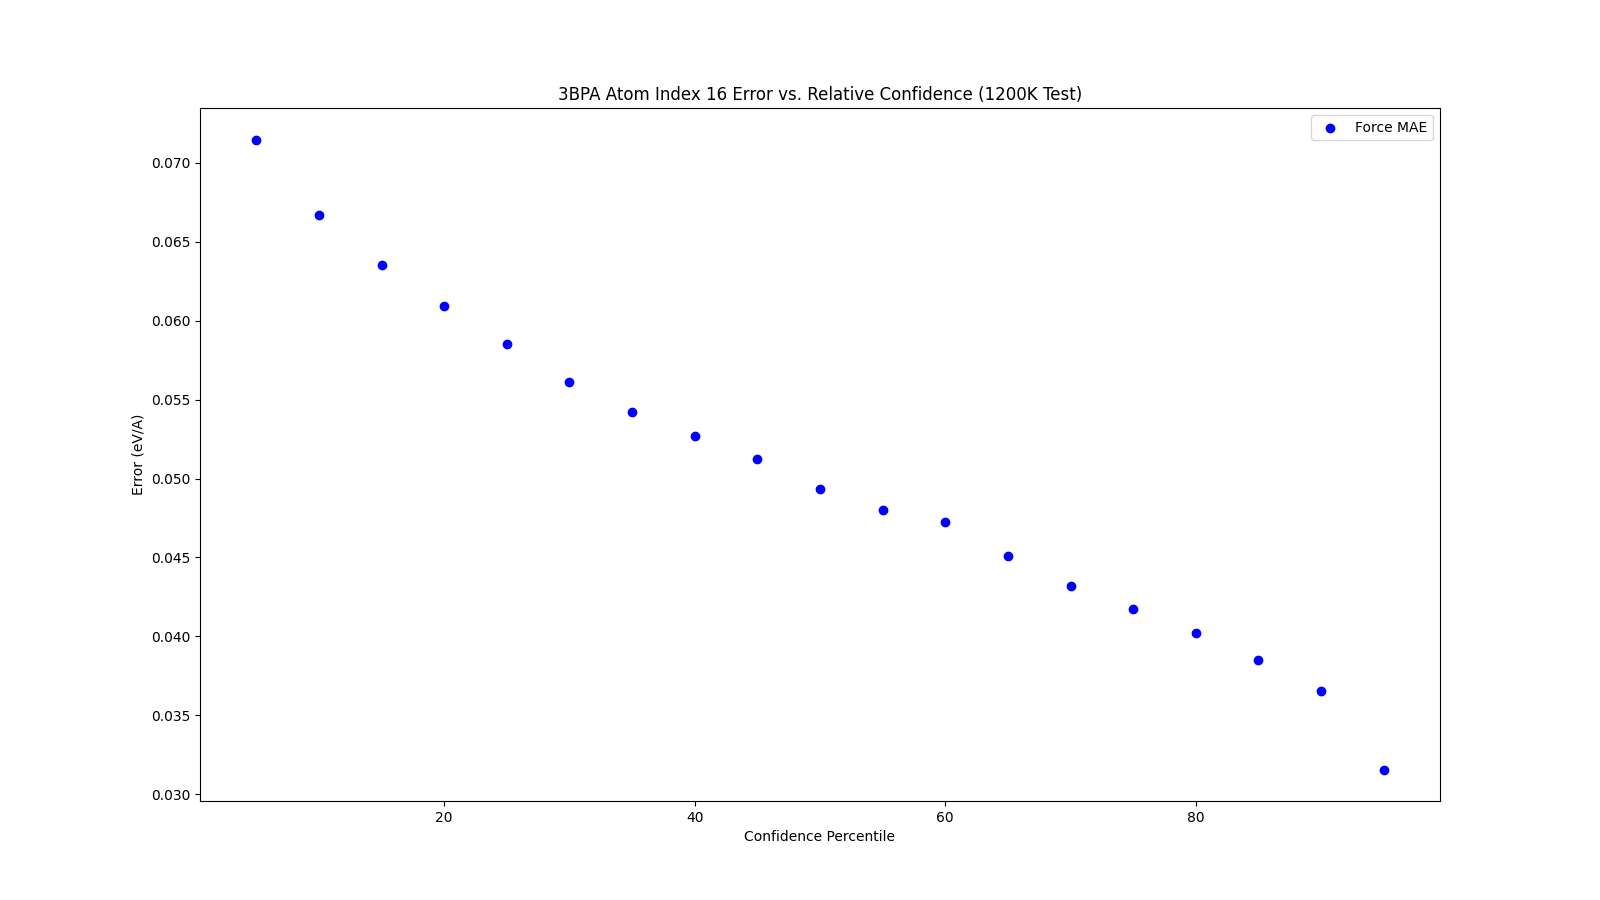 3BPA Atom Index 16 Error vs. Relative Confidence (1200K Test)
Force MAE
0.070
0.065
0.060
0.055
0.050
0.045
0.040
0.035
0.030
Error (eV/A)
20 40 60 80
Confidence Percentile